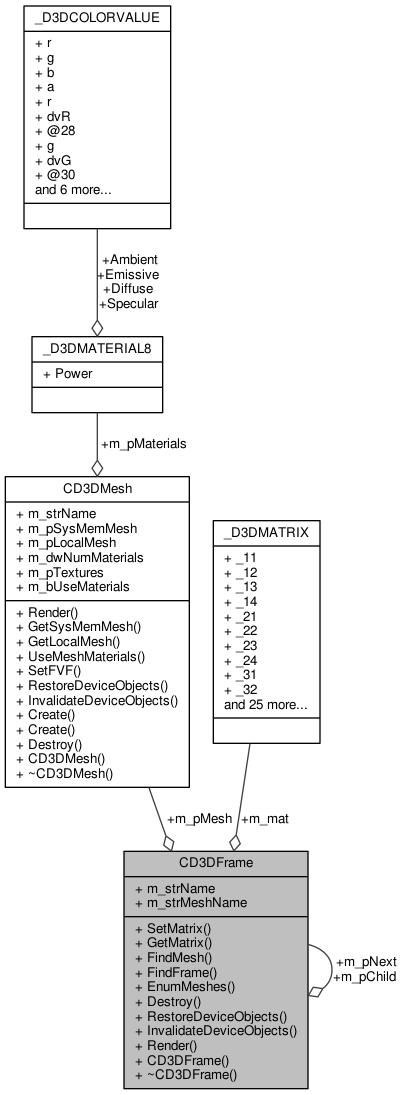 _D3DCOLORVALUE
+ r
+ g
+ b
+ a
+ r
+ dvR
+ @28
+ g
+ dvG
+ @30
and 6 more...
+Ambient
+Emissive
+Diffuse
+Specular
_D3DMATERIAL8
+ Power
+m_pMaterials
CD3DMesh
+ m_strName
+ m_pSysMemMesh
+ m_pLocalMesh
+ m_dwNumMaterials
+ m_pTextures
+ m_bUseMaterials
+ Render()
+ GetSysMemMesh()
+ GetLocalMesh()
+ UseMeshMaterials()
+ SetFVF()
+ RestoreDeviceObjects()
+ InvalidateDeviceObjects()
+ Create()
+ Create()
+ Destroy()
+ CD3DMesh()
+ ~CD3DMesh()
_D3DMATRIX
+ _11
+ _12
+ _13
+ _14
+ _21
+ _22
+ _23
+ _24
+ _31
+ _32
and 25 more...
+m_pMesh
+m_mat
CD3DFrame
+ m_strName
+ m_strMeshName
+ SetMatrix()
+ GetMatrix()
+ FindMesh()
+ FindFrame()
+ EnumMeshes()
+ Destroy()
+ RestoreDeviceObjects()
+ InvalidateDeviceObjects()
+ Render()
+ CD3DFrame()
+ ~CD3DFrame()
+m_pNext
+m_pChild